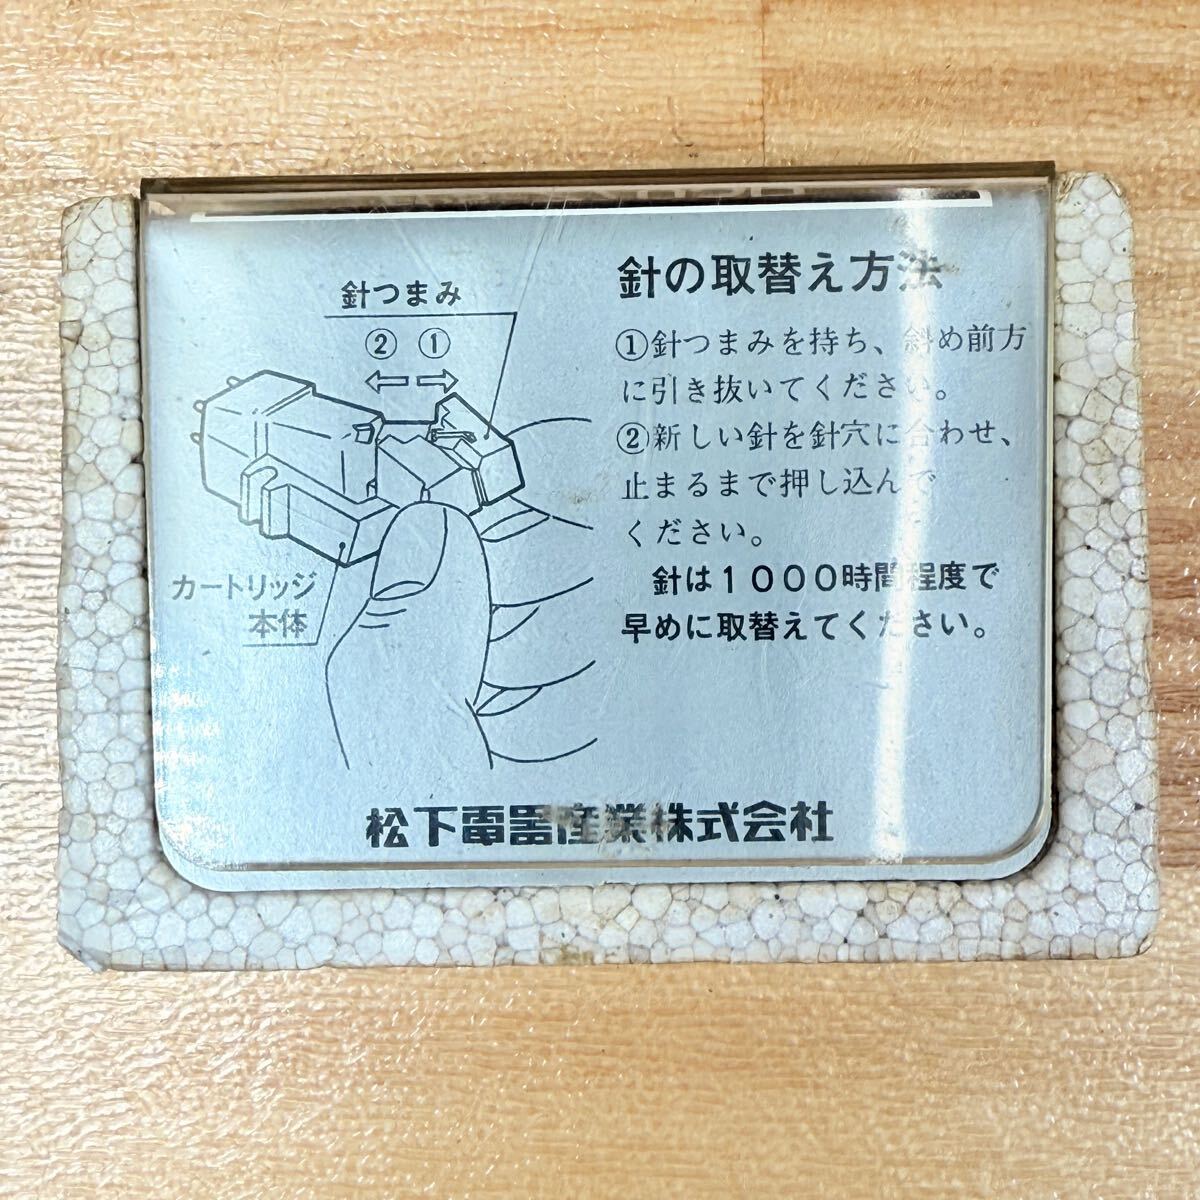 針の取替え方法
針つまみ
② ①
カートリッジ
本体
①針つまみを持ち、斜め前方
に引き抜いてください。
②新しい針を針穴に合わせ、
止まるまで押し込んで
ください。
針は1000時間程度で
早めに取替えてください。
松下電器産業株式会社